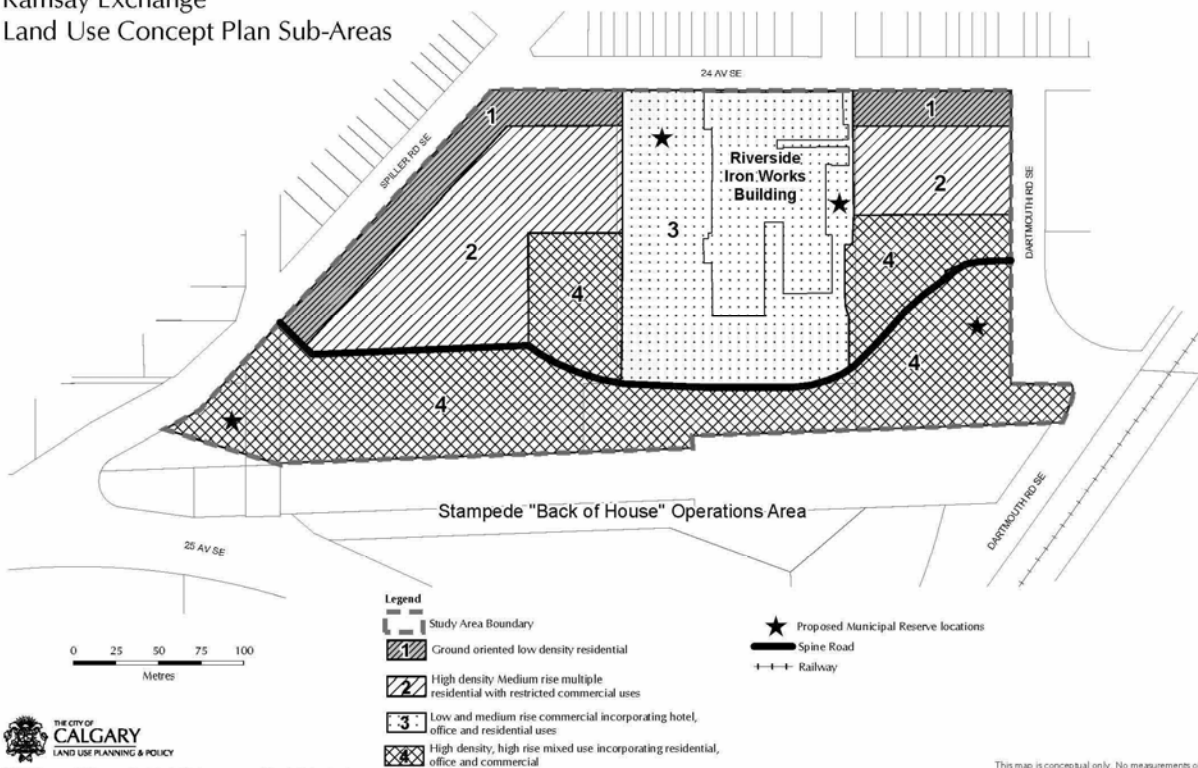 Ramsay Exchange
Land Use Concept Plan Sub-Areas
24 AV SE
1
1
SPILLER RD SE
Riverside
Iron Works
Building
2
2
3
DARTMOUTH RD SE
4
4
4
4
Stampede "Back of House" Operations Area
DARTMOUTH RD SE
25 AV SE
Legend
Study Area Boundary
1 Ground oriented low density residential
2 High density Medium rise multiple
residential with restricted commercial uses
3 Low and medium rise commercial incorporating hotel,
office and residential uses
4 High density, high rise mixed use incorporating residential,
office and commercial
Proposed Municipal Reserve locations
Spine Road
Railway
0 25 50 75 100
Metres
THE CITY OF
CALGARY
LAND USE PLANNING & POLICY
This map is conceptual only. No measurements o